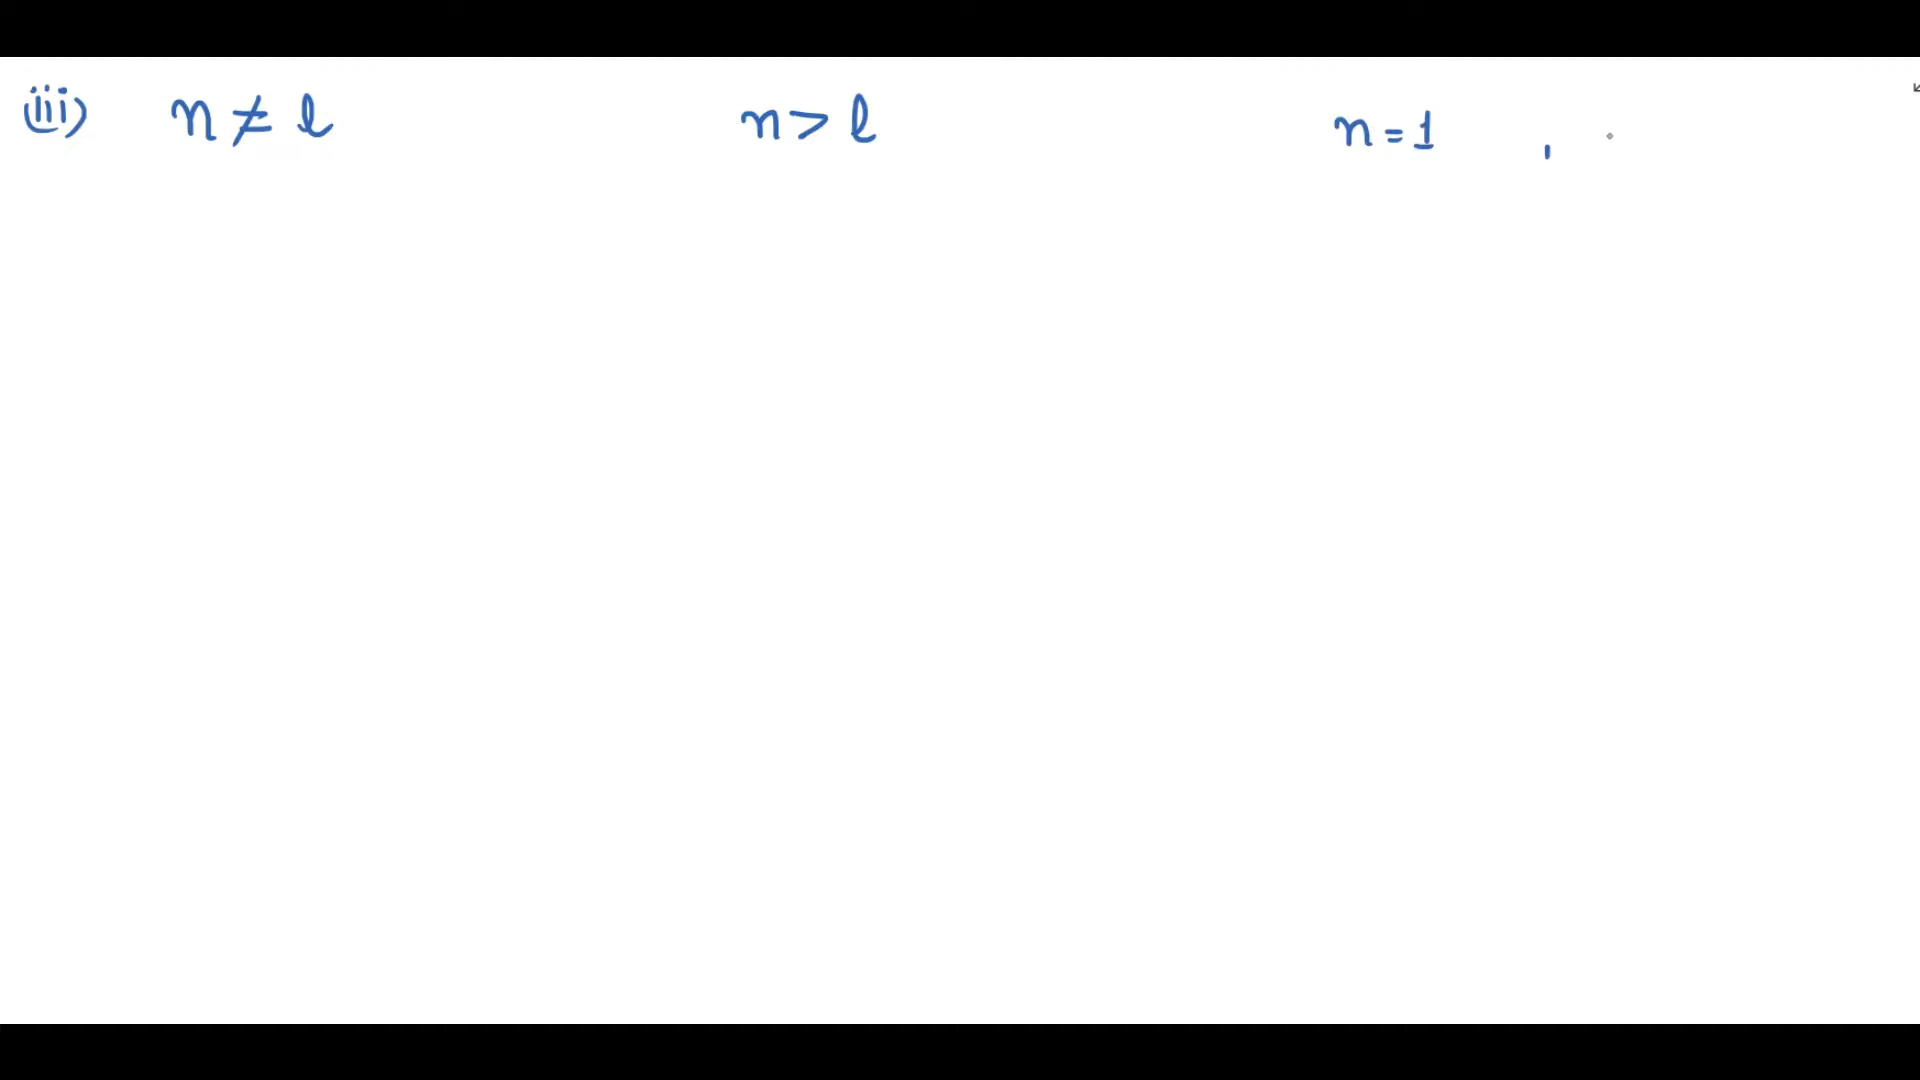 (iii) n ≠ l n > l n = 1 ,